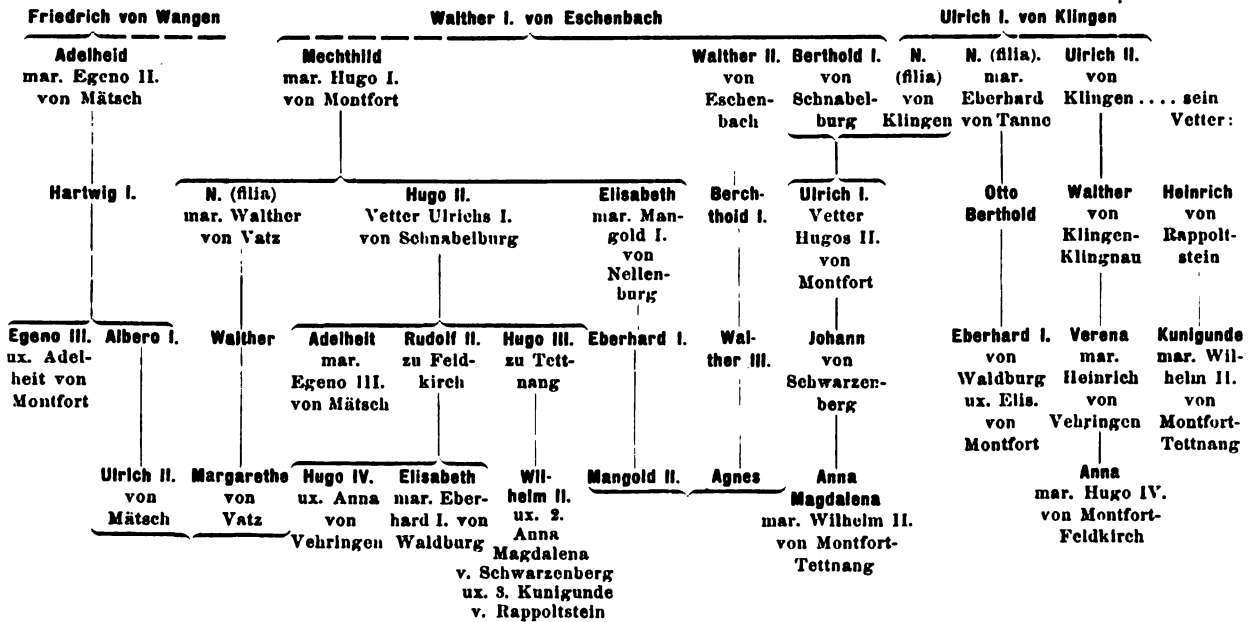 Friedrich von Wangen
Walther I. von Eschenbach
Ulrich I. von Klingen
Adelheid
mar. Egeno II.
von Mätsch
Mechthild
mar. Hugo I.
von Montfort
Walther II.
von
Eschen-
bach
Berthold I.
von
Schnabel-
burg
N.
(filia)
von
Klingen
N. (filia).
mar.
Eberhard
von Tanne
Ulrich II.
von
Klingen .... sein
Vetter:
Hartwig I.
N. (filia)
mar. Walther
von Vatz
Hugo II.
Vetter Ulrichs I.
von Schnabelburg
Elisabeth
mar. Man-
gold I.
von
Nellen-
burg
Berch-
thold I.
Ulrich I.
Vetter
Hugos II.
von
Montfort
Otto
Berthold
Walther
von
Klingen-
Klingnau
Heinrich
von
Rappolt-
stein
Egeno III.
ux. Adel-
heit von
Montfort
Albero I.
Walther
Adelheit
mar.
Egeno III.
von Mätsch
Rudolf II.
zu Feld-
kirch
Hugo III.
zu Tett-
nang
Eberhard I.
Wal-
ther III.
Johann
von
Schwarzen-
berg
Eberhard I.
von
Waldburg
ux. Elis.
von
Montfort
Verena
mar.
Heinrich
von
Vehringen
Kunigunde
mar. Wil-
helm II.
von
Montfort-
Tettnang
Ulrich II.
von
Mätsch
Margarethe
von
Vatz
Hugo IV.
ux. Anna
von
Vehringen
Elisabeth
mar. Eber-
hard I. von
Waldburg
Wil-
helm II.
ux. 2.
Anna
Magdalena
v. Schwarzenberg
ux. 3. Kunigunde
v. Rappoltstein
Mangold II.
Agnes
Anna
Magdalena
mar. Wilhelm II.
von Montfort-
Tettnang
Anna
mar. Hugo IV.
von Montfort-
Feldkirch